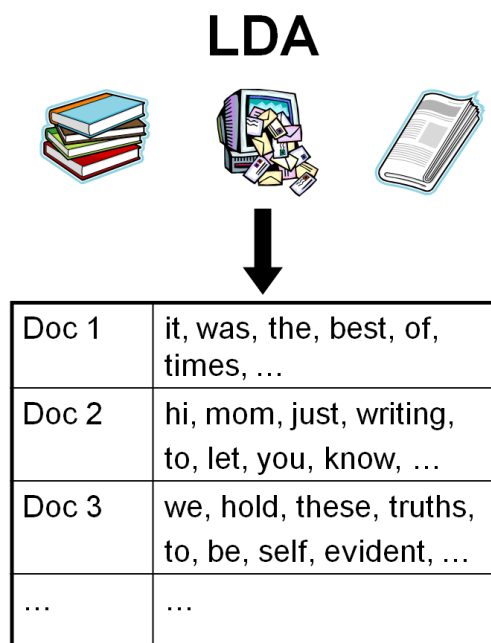 LDA
Doc 1
it, was, the, best, of,
times, …
Doc 2
hi, mom, just, writing,
to, let, you, know, …
Doc 3
we, hold, these, truths,
to, be, self, evident, …
…
…